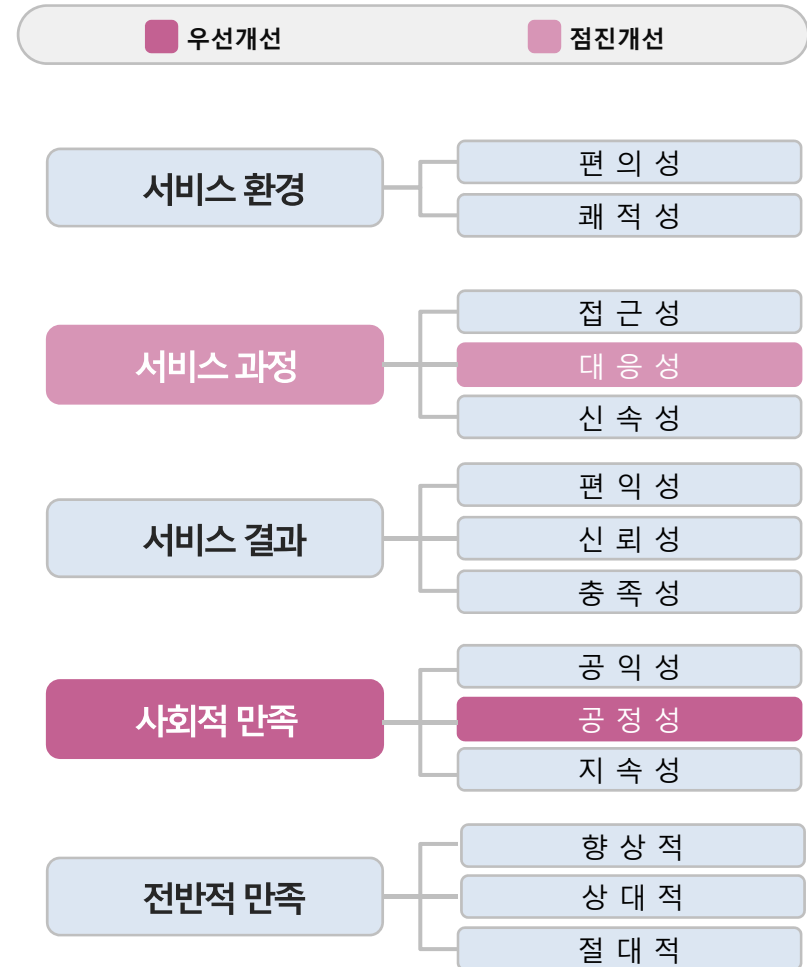 우선개선 점진개선
서비스 환경
편 의 성
쾌 적 성
서비스 과정
접 근 성
대 응 성
신 속 성
서비스 결과
편 익 성
신 뢰 성
충 족 성
사회적 만족
공 익 성
공 정 성
지 속 성
전반적 만족
향 상 적
상 대 적
절 대 적